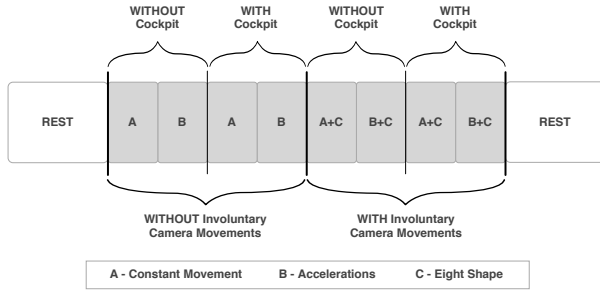 WITHOUT
Cockpit
WITH
Cockpit
WITHOUT
Cockpit
WITH
Cockpit
REST
A
B
A
B
A+C
B+C
A+C
B+C
REST
WITHOUT Involuntary
Camera Movements
WITH Involuntary
Camera Movements
A - Constant Movement
B - Accelerations
C - Eight Shape